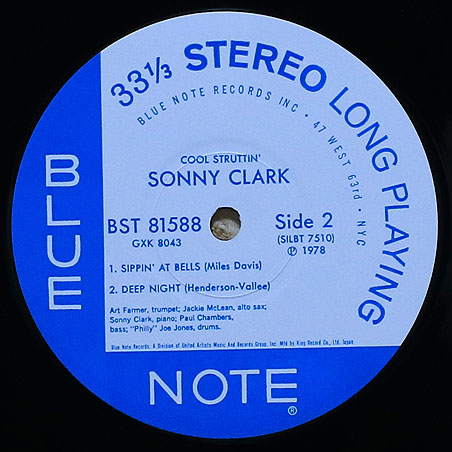 33⅓ STEREO LONG PLAYING
BLUE NOTE RECORDS INC • 47 WEST 63rd • NYC
COOL STRUTTIN'
SONNY CLARK
BST 81588
GXK 8043
Side 2
(SILBT 7510)
℗ 1978
1. SIPPIN' AT BELLS (Miles Davis)
2. DEEP NIGHT (Henderson-Vallee)
Art Farmer, trumpet; Jackie McLean, alto sax;
Sonny Clark, piano; Paul Chambers,
bass; "Philly" Joe Jones, drums.
Blue Note Records, A Division of United Artists Music And Records Group, Inc. Mfd by King Record Co., Ltd. Japan
BLUE
NOTE
®